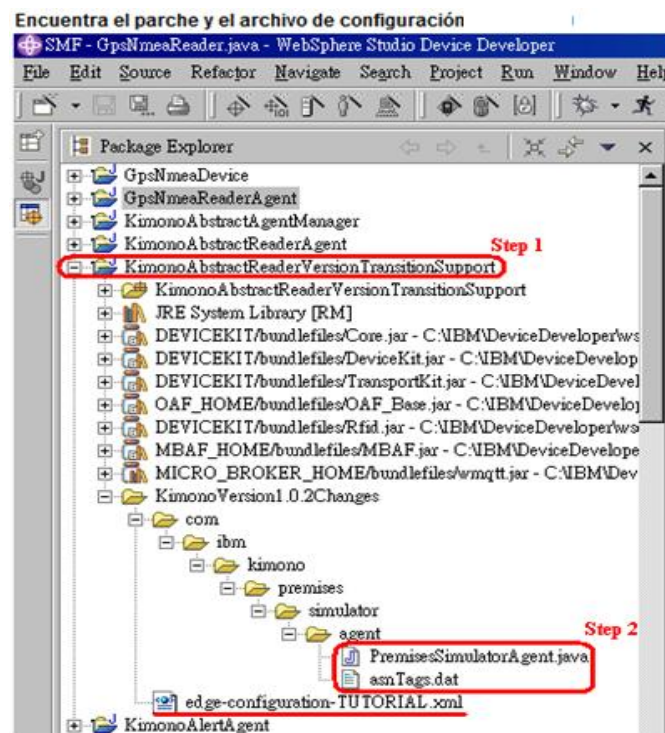 Encuentra el parche y el archivo de configuración
SMF - GpsNmeaReader.java - WebSphere Studio Device Developer
File Edit Source Refactor Navigate Search Project Run Window Hel
Package Explorer
GpsNmeaDevice
GpsNmeaReaderAgent
KimonoAbstractAgentManager
KimonoAbstractReaderAgent
Step 1
KimonoAbstractReaderVersionTransitionSupport
KimonoAbstractReaderVersionTransitionSupport
JRE System Library [RM]
DEVICEKIT/bundlefiles/Core.jar - C:\IBM\DeviceDeveloper\ws
DEVICEKIT/bundlefiles/DeviceKit.jar - C:\IBM\DeviceDevelop
DEVICEKIT/bundlefiles/TransportKit.jar - C:\IBM\DeviceDevel
OAF_HOME/bundlefiles/OAF_Base.jar - C:\IBM\DeviceDevelop
DEVICEKIT/bundlefiles/Rfid.jar - C:\IBM\DeviceDeveloper\ws
MBAF_HOME/bundlefiles/MBAF.jar - C:\IBM\DeviceDevelope
MICRO_BROKER_HOME/bundlefiles/wmqtt.jar - C:\IBM\Dev
KimonoVersion1.0.2Changes
com
ibm
kimono
premises
simulator
agent
Step 2
PremisesSimulatorAgent.java
asnTags.dat
edge-configuration-TUTORIAL.xml
KimonoAlertAgent